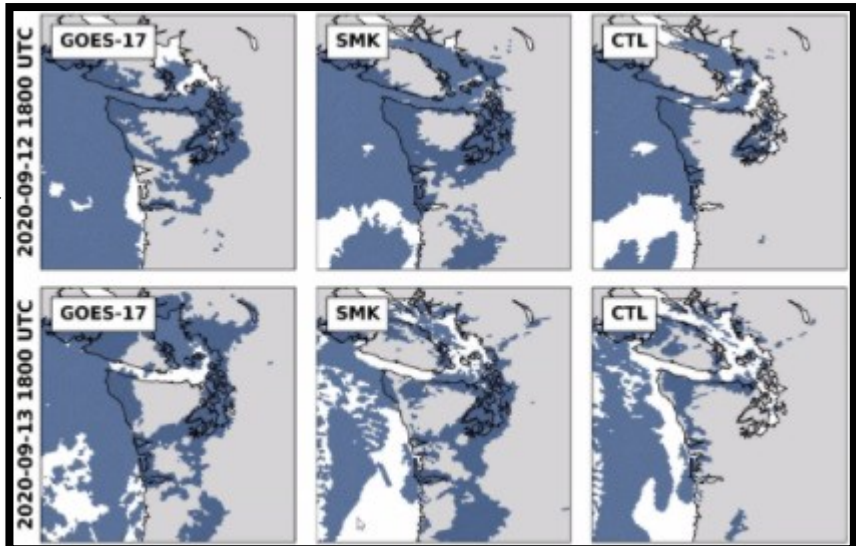 2020-09-12 1800 UTC
GOES-17
SMK
CTL
2020-09-13 1800 UTC
GOES-17
SMK
CTL